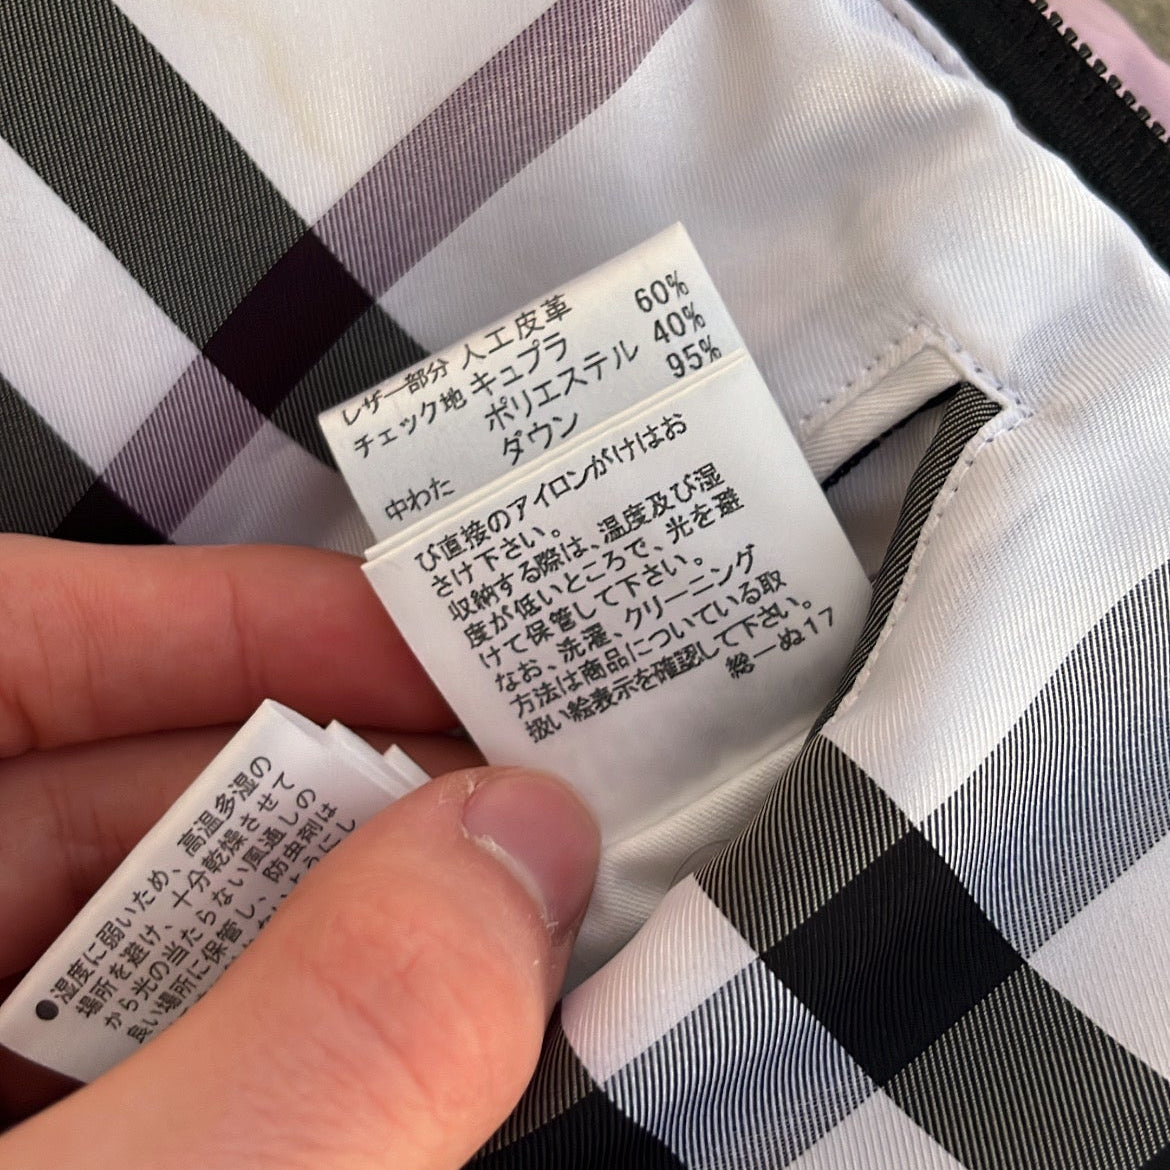 レザー部分 人工皮革
チェック地 キュプラ 60%
ポリエステル 40%
中わた ダウン 95%
び直接のアイロンがけはお
さけ下さい。
収納する際は、温度及び湿
度が低いところで、光を避
けて保管して下さい。
なお、洗濯、クリーニング
方法は商品についている取
扱い絵表示を確認して下さい。
総一ぬ17
●湿度に弱いため、高温多湿の
場所を避け、十分乾燥させて
から光の当たらない風通しの
良い場所に保管し、防虫剤は